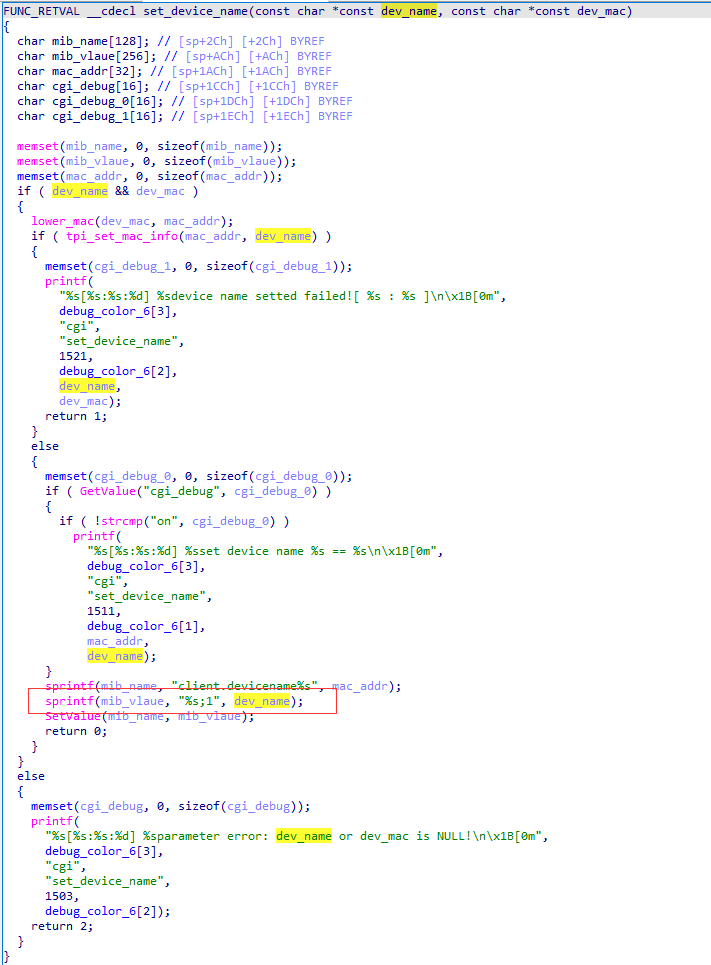 FUNC_RETVAL __cdecl set_device_name(const char *const dev_name, const char *const dev_mac)
{
  char mib_name[128]; // [sp+2Ch] [+2Ch] BYREF
  char mib_vlaue[256]; // [sp+ACh] [+ACh] BYREF
  char mac_addr[32]; // [sp+1ACh] [+1ACh] BYREF
  char cgi_debug[16]; // [sp+1CCh] [+1CCh] BYREF
  char cgi_debug_0[16]; // [sp+1DCh] [+1DCh] BYREF
  char cgi_debug_1[16]; // [sp+1ECh] [+1ECh] BYREF

  memset(mib_name, 0, sizeof(mib_name));
  memset(mib_vlaue, 0, sizeof(mib_vlaue));
  memset(mac_addr, 0, sizeof(mac_addr));
  if ( dev_name && dev_mac )
  {
    lower_mac(dev_mac, mac_addr);
    if ( tpi_set_mac_info(mac_addr, dev_name) )
    {
      memset(cgi_debug_1, 0, sizeof(cgi_debug_1));
      printf(
        "%s[%s:%s:%d] %sdevice name setted failed![ %s : %s ]\n\x1B[0m",
        debug_color_6[3],
        "cgi",
        "set_device_name",
        1521,
        debug_color_6[2],
        dev_name,
        dev_mac);
      return 1;
    }
    else
    {
      memset(cgi_debug_0, 0, sizeof(cgi_debug_0));
      if ( GetValue("cgi_debug", cgi_debug_0) )
      {
        if ( !strcmp("on", cgi_debug_0) )
          printf(
            "%s[%s:%s:%d] %sset device name %s == %s\n\x1B[0m",
            debug_color_6[3],
            "cgi",
            "set_device_name",
            1511,
            debug_color_6[1],
            mac_addr,
            dev_name);
      }
      sprintf(mib_name, "client.devicename%s", mac_addr);
      sprintf(mib_vlaue, "%s;1", dev_name);
      SetValue(mib_name, mib_vlaue);
      return 0;
    }
  }
  else
  {
    memset(cgi_debug, 0, sizeof(cgi_debug));
    printf(
      "%s[%s:%s:%d] %sparameter error: dev_name or dev_mac is NULL!\n\x1B[0m",
      debug_color_6[3],
      "cgi",
      "set_device_name",
      1503,
      debug_color_6[2]);
    return 2;
  }
}